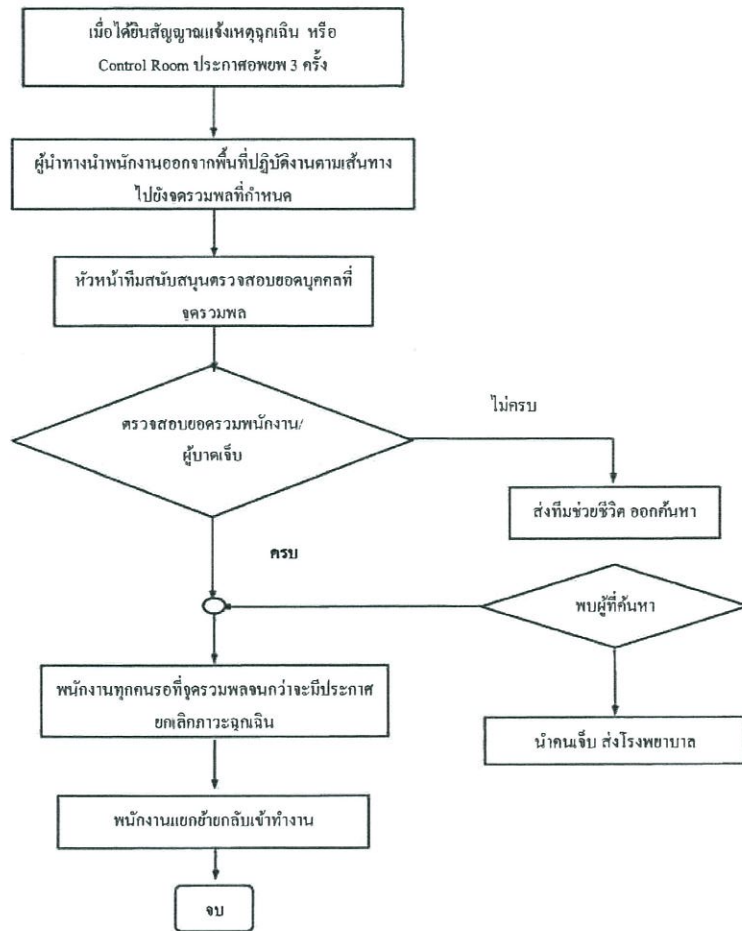 เมื่อได้ยินสัญญาณแจ้งเหตุฉุกเฉิน หรือ
Control Room ประกาศอพยพ 3 ครั้ง
ผู้นำทางนำพนักงานออกจากพื้นที่ปฏิบัติงานตามเส้นทาง
ไปยังจุดรวมพลที่กำหนด
หัวหน้าทีมสนับสนุนตรวจสอบยอดบุคคลที่
จุดรวมพล
ตรวจสอบยอดรวมพนักงาน/
ผู้บาดเจ็บ
ไม่ครบ
ส่งทีมช่วยชีวิต ออกค้นหา
ครบ
พบผู้ที่ค้นหา
พนักงานทุกคนรอที่จุดรวมพลจนกว่าจะมีประกาศ
ยกเลิกภาวะฉุกเฉิน
นำคนเจ็บ ส่งโรงพยาบาล
พนักงานแยกย้ายกลับเข้าทำงาน
จบ